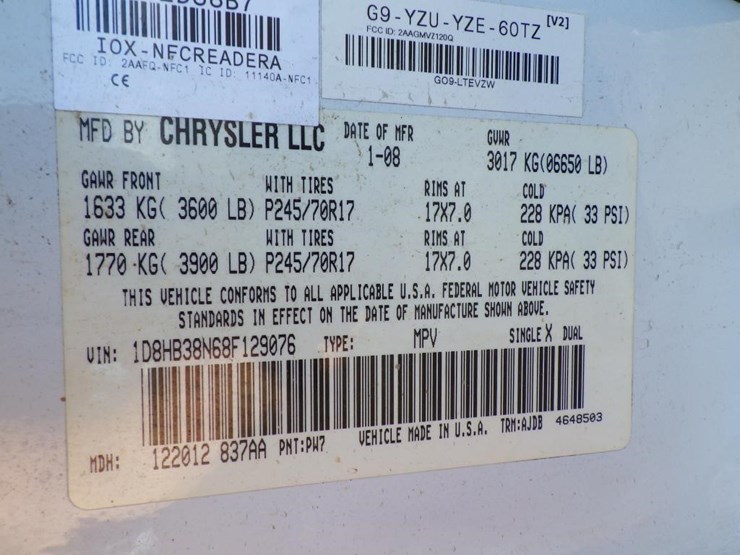 IOX-NFCREADERA
FCC ID: 2AAFQ-NFC1 IC ID: 11140A-NFC1
CE
G9-YZU-YZE-60TZ [V2]
FCC ID: 2AAGMVZ120Q
GO9-LTEVZW
MFD BY CHRYSLER LLC DATE OF MFR GVWR
1-08 3017 KG(06650 LB)
GAWR FRONT WITH TIRES RIMS AT COLD
1633 KG( 3600 LB) P245/70R17 17X7.0 228 KPA( 33 PSI)
GAWR REAR WITH TIRES RIMS AT COLD
1770 KG( 3900 LB) P245/70R17 17X7.0 228 KPA( 33 PSI)
THIS VEHICLE CONFORMS TO ALL APPLICABLE U.S.A. FEDERAL MOTOR VEHICLE SAFETY
STANDARDS IN EFFECT ON THE DATE OF MANUFACTURE SHOWN ABOVE.
VIN: 1D8HB38N68F129076 TYPE: MPV SINGLE X DUAL
MDH: 122012 837AA PNT:PW7 VEHICLE MADE IN U.S.A. TRM:AJDB 4648503